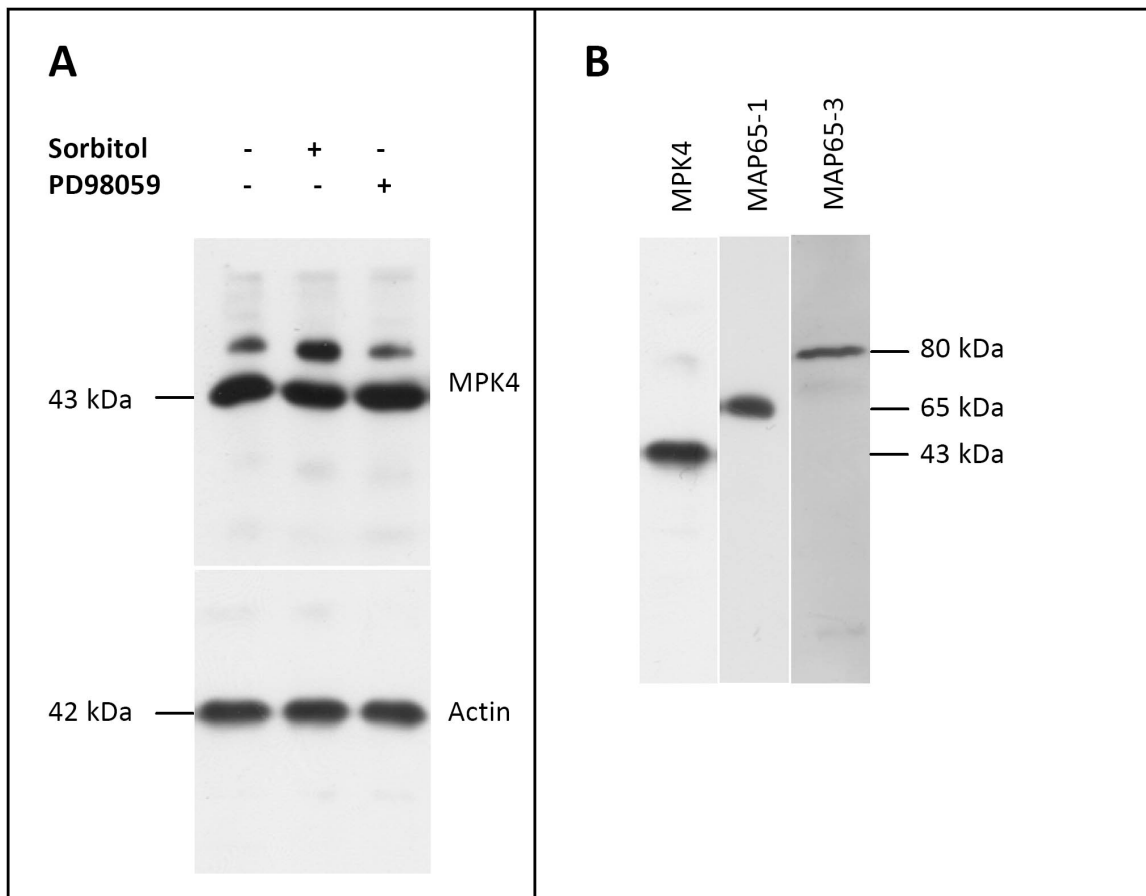 A
Sorbitol - + -
PD98059 - - +
43 kDa
MPK4
42 kDa
Actin
B
MPK4
MAP65-1
MAP65-3
80 kDa
65 kDa
43 kDa